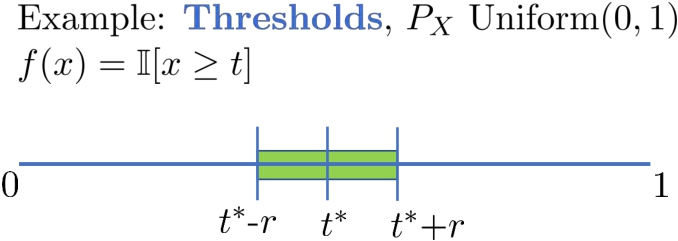 Example: Thresholds, P_X Uniform(0, 1)
f(x) = 𝕀[x ≥ t]
0 1
t*-r t* t*+r